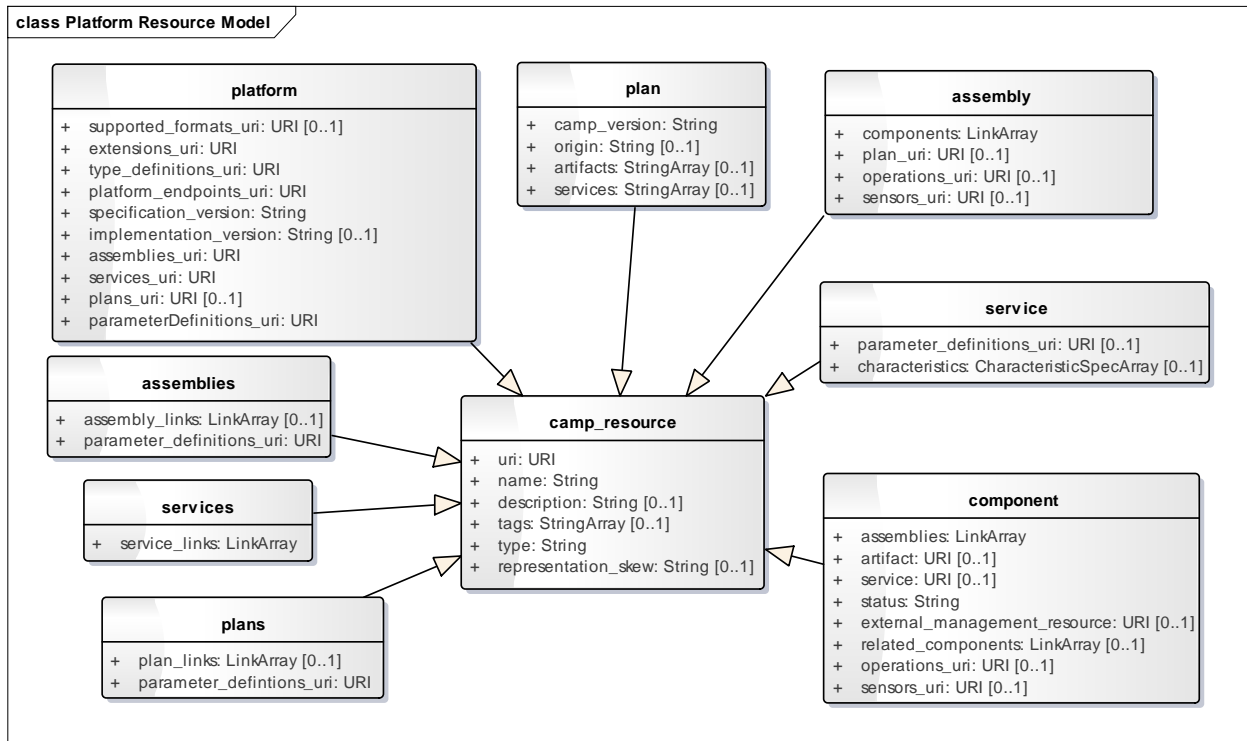 class Platform Resource Model
platform
+ supported_formats_uri: URI [0..1]
+ extensions_uri: URI
+ type_definitions_uri: URI
+ platform_endpoints_uri: URI
+ specification_version: String
+ implementation_version: String [0..1]
+ assemblies_uri: URI
+ services_uri: URI
+ plans_uri: URI [0..1]
+ parameterDefinitions_uri: URI
plan
+ camp_version: String
+ origin: String [0..1]
+ artifacts: StringArray [0..1]
+ services: StringArray [0..1]
assembly
+ components: LinkArray
+ plan_uri: URI [0..1]
+ operations_uri: URI [0..1]
+ sensors_uri: URI [0..1]
service
+ parameter_definitions_uri: URI [0..1]
+ characteristics: CharacteristicSpecArray [0..1]
assemblies
+ assembly_links: LinkArray [0..1]
+ parameter_definitions_uri: URI
camp_resource
+ uri: URI
+ name: String
+ description: String [0..1]
+ tags: StringArray [0..1]
+ type: String
+ representation_skew: String [0..1]
services
+ service_links: LinkArray
component
+ assemblies: LinkArray
+ artifact: URI [0..1]
+ service: URI [0..1]
+ status: String
+ external_management_resource: URI [0..1]
+ related_components: LinkArray [0..1]
+ operations_uri: URI [0..1]
+ sensors_uri: URI [0..1]
plans
+ plan_links: LinkArray [0..1]
+ parameter_defintions_uri: URI